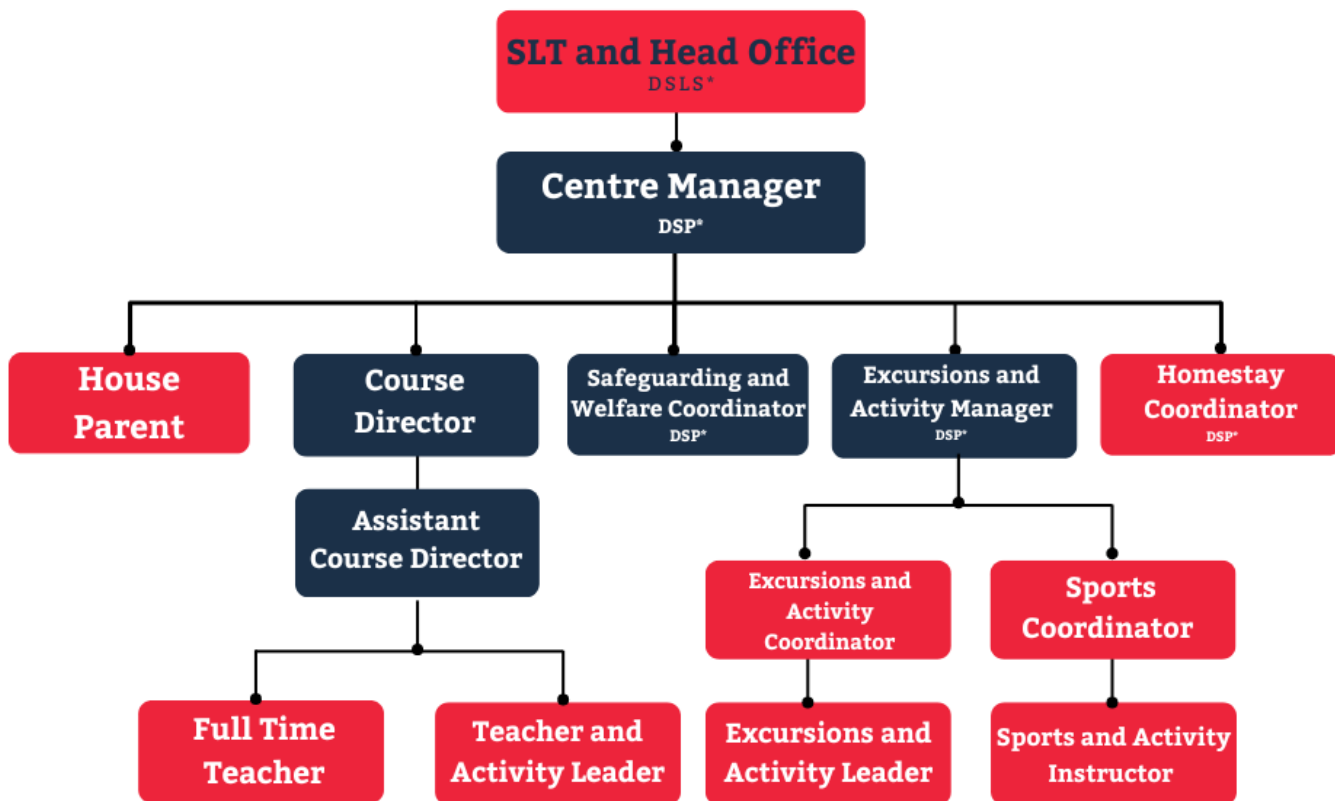 SLT and Head Office
DSLS*
Centre Manager
DSP*
House
Parent
Course
Director
Safeguarding and
Welfare Coordinator
DSP*
Excursions and
Activity Manager
DSP*
Homestay
Coordinator
DSP*
Assistant
Course Director
Excursions and
Activity
Coordinator
Sports
Coordinator
Full Time
Teacher
Teacher and
Activity Leader
Excursions and
Activity Leader
Sports and Activity
Instructor